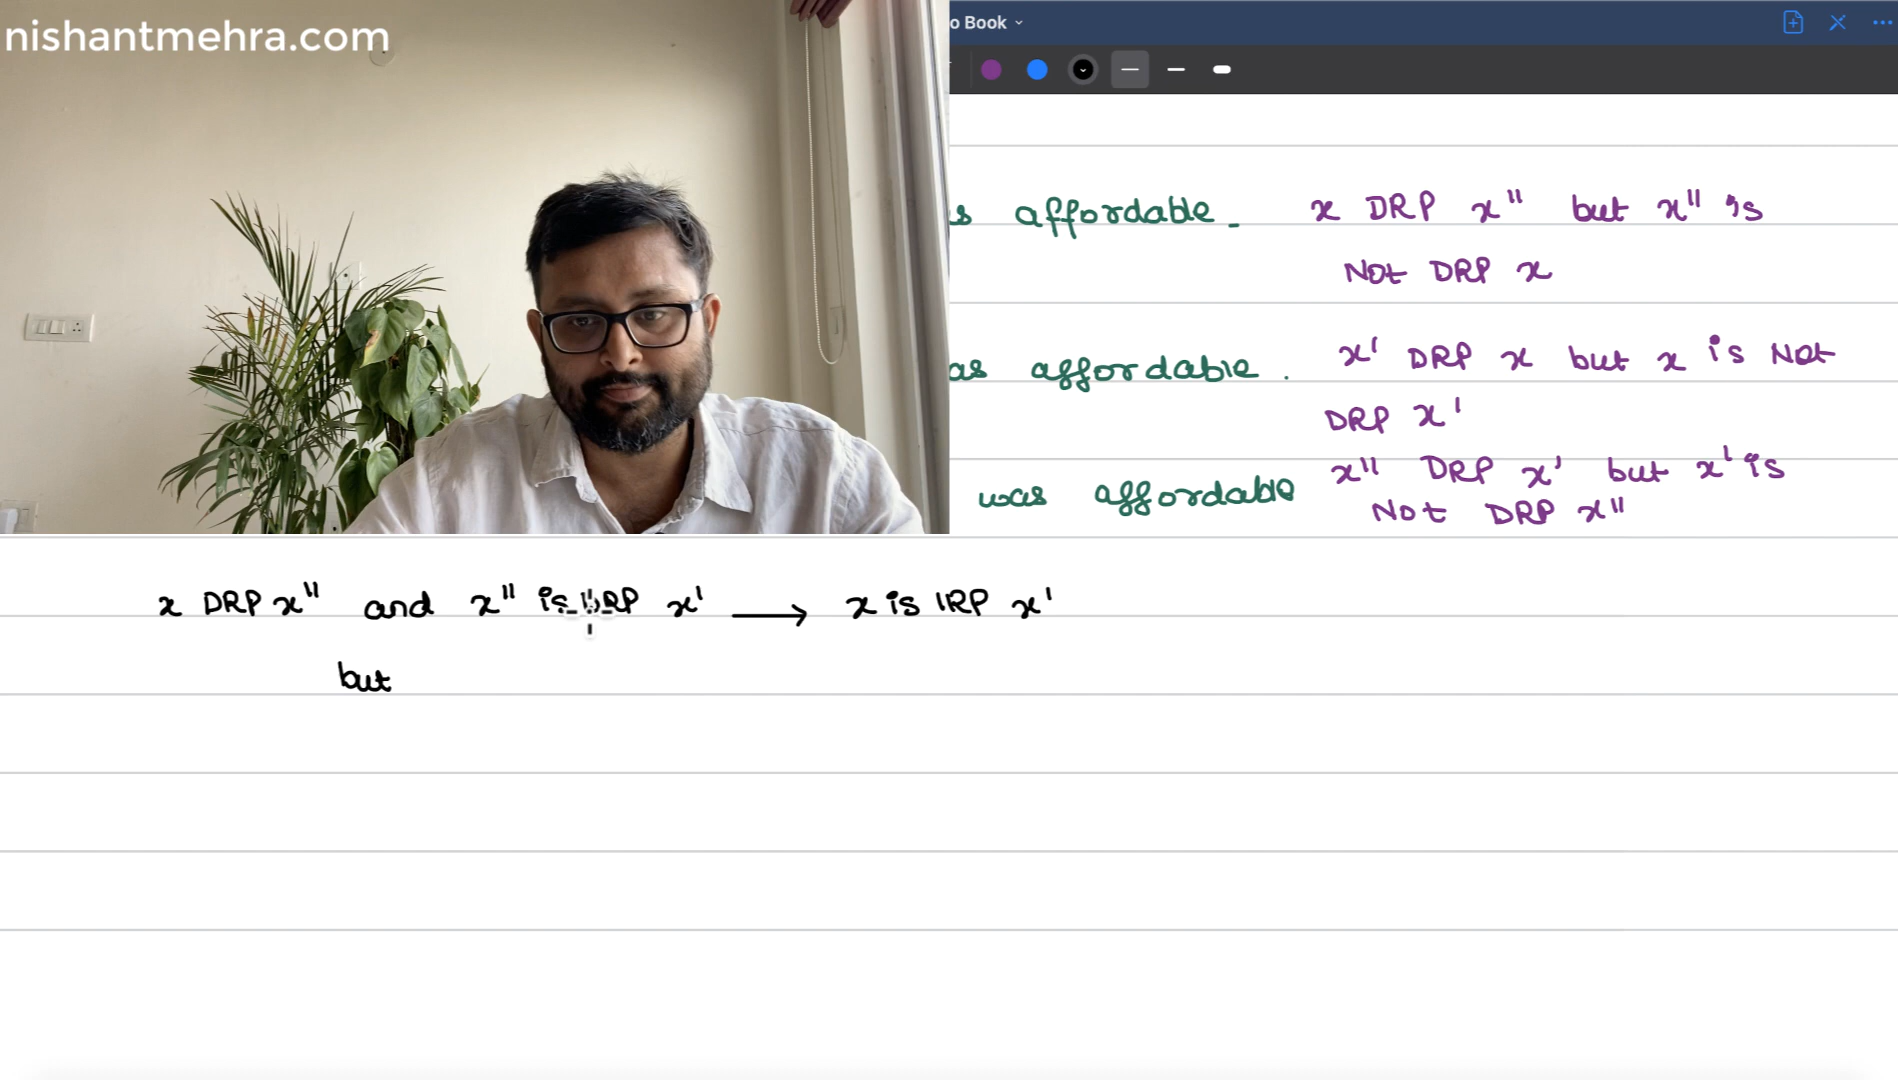 nishantmehra.com
o Book
s affordable. x DRP x" but x" is
Not DRP x
as affordable. x' DRP x but x is Not
DRP x'
x" DRP x' but x' is
was affordable
Not DRP x"
x DRP x" and x" is DRP x' → x is IRP x'
but